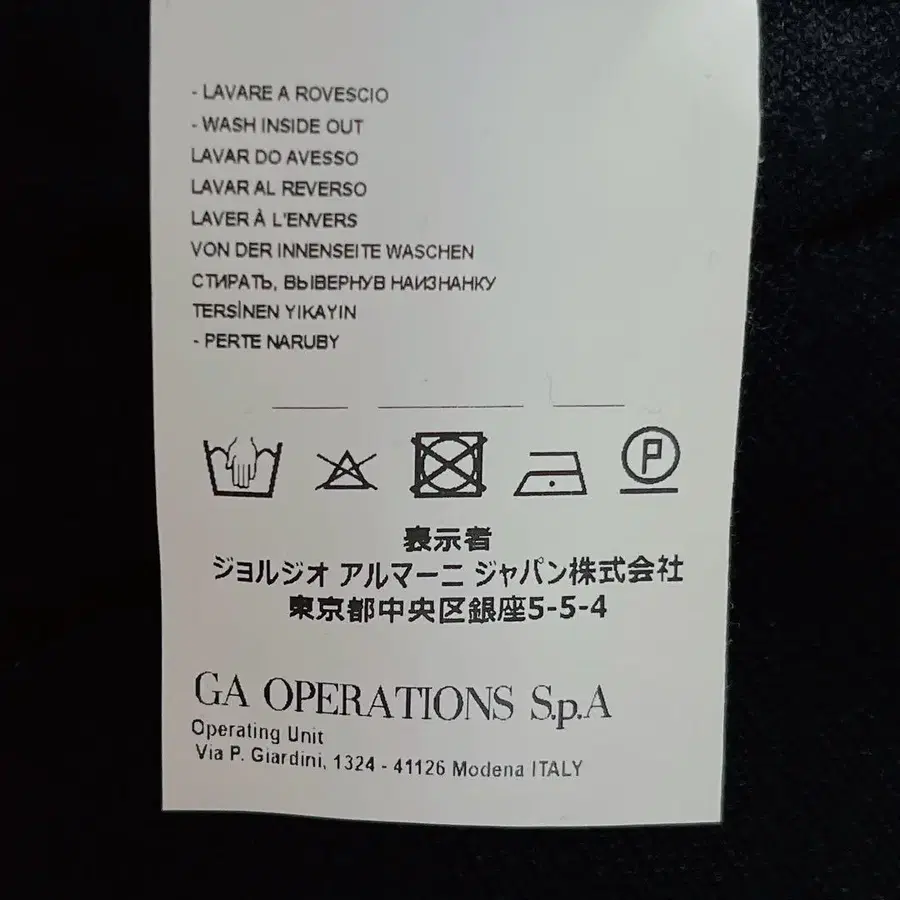 - LAVARE A ROVESCIO
- WASH INSIDE OUT
LAVAR DO AVESSO
LAVAR AL REVERSO
LAVER À L'ENVERS
VON DER INNENSEITE WASCHEN
СТИРАТЬ, ВЫВЕРНУВ НАИЗНАНКУ
TERSİNEN YIKAYIN
- PERTE NARUBY
P
表示者
ジョルジオ アルマーニ ジャパン株式会社
東京都中央区銀座5-5-4
GA OPERATIONS S.p.A
Operating Unit
Via P. Giardini, 1324 - 41126 Modena ITALY